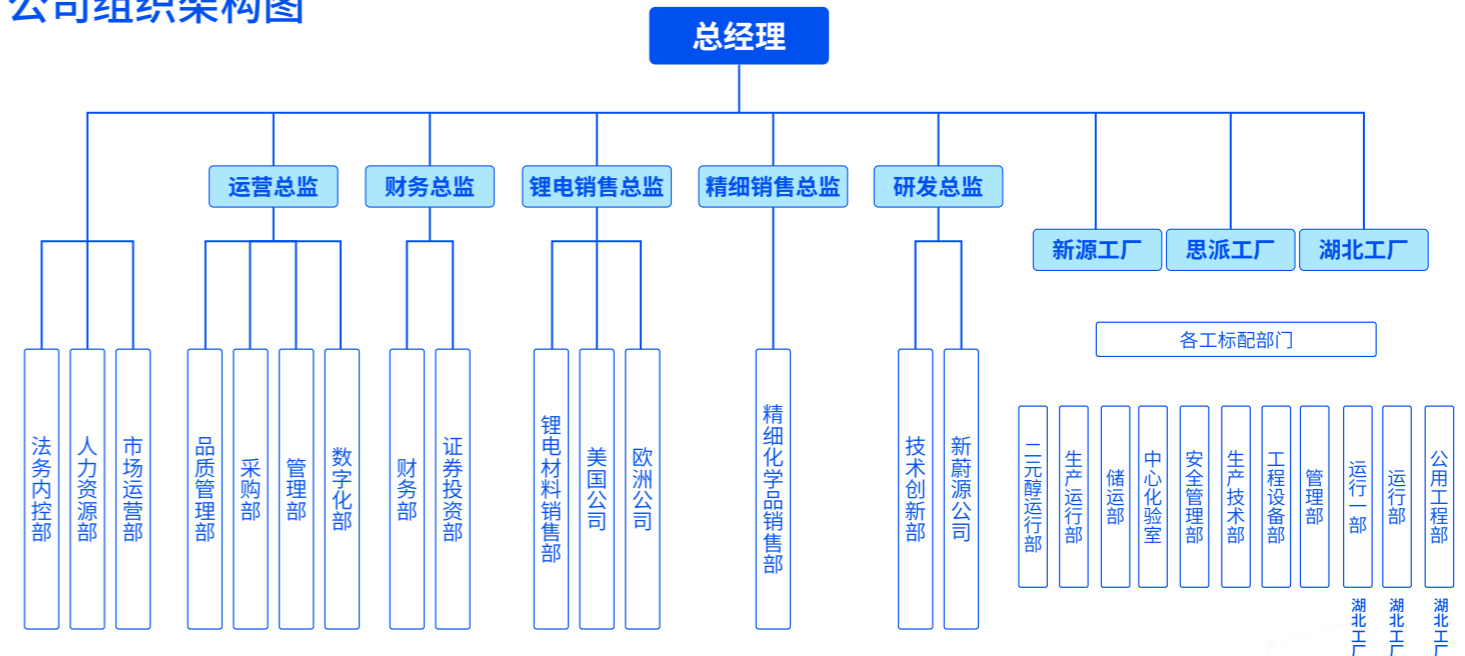 公司组织架构图
总经理
运营总监
财务总监
锂电销售总监
精细销售总监
研发总监
新源工厂
思派工厂
湖北工厂
各工标配部门
法务内控部
人力资源部
市场运营部
品质管理部
采购部
管理部
数字化部
财务部
证券投资部
锂电材料销售部
美国公司
欧洲公司
精细化学品销售部
技术创新部
新蔚源公司
二元醇运行部
生产运行部
储运部
中心化验室
安全管理部
生产技术部
工程设备部
管理部
运行一部
运行部
公用工程部
湖北工厂
湖北工厂
湖北工厂